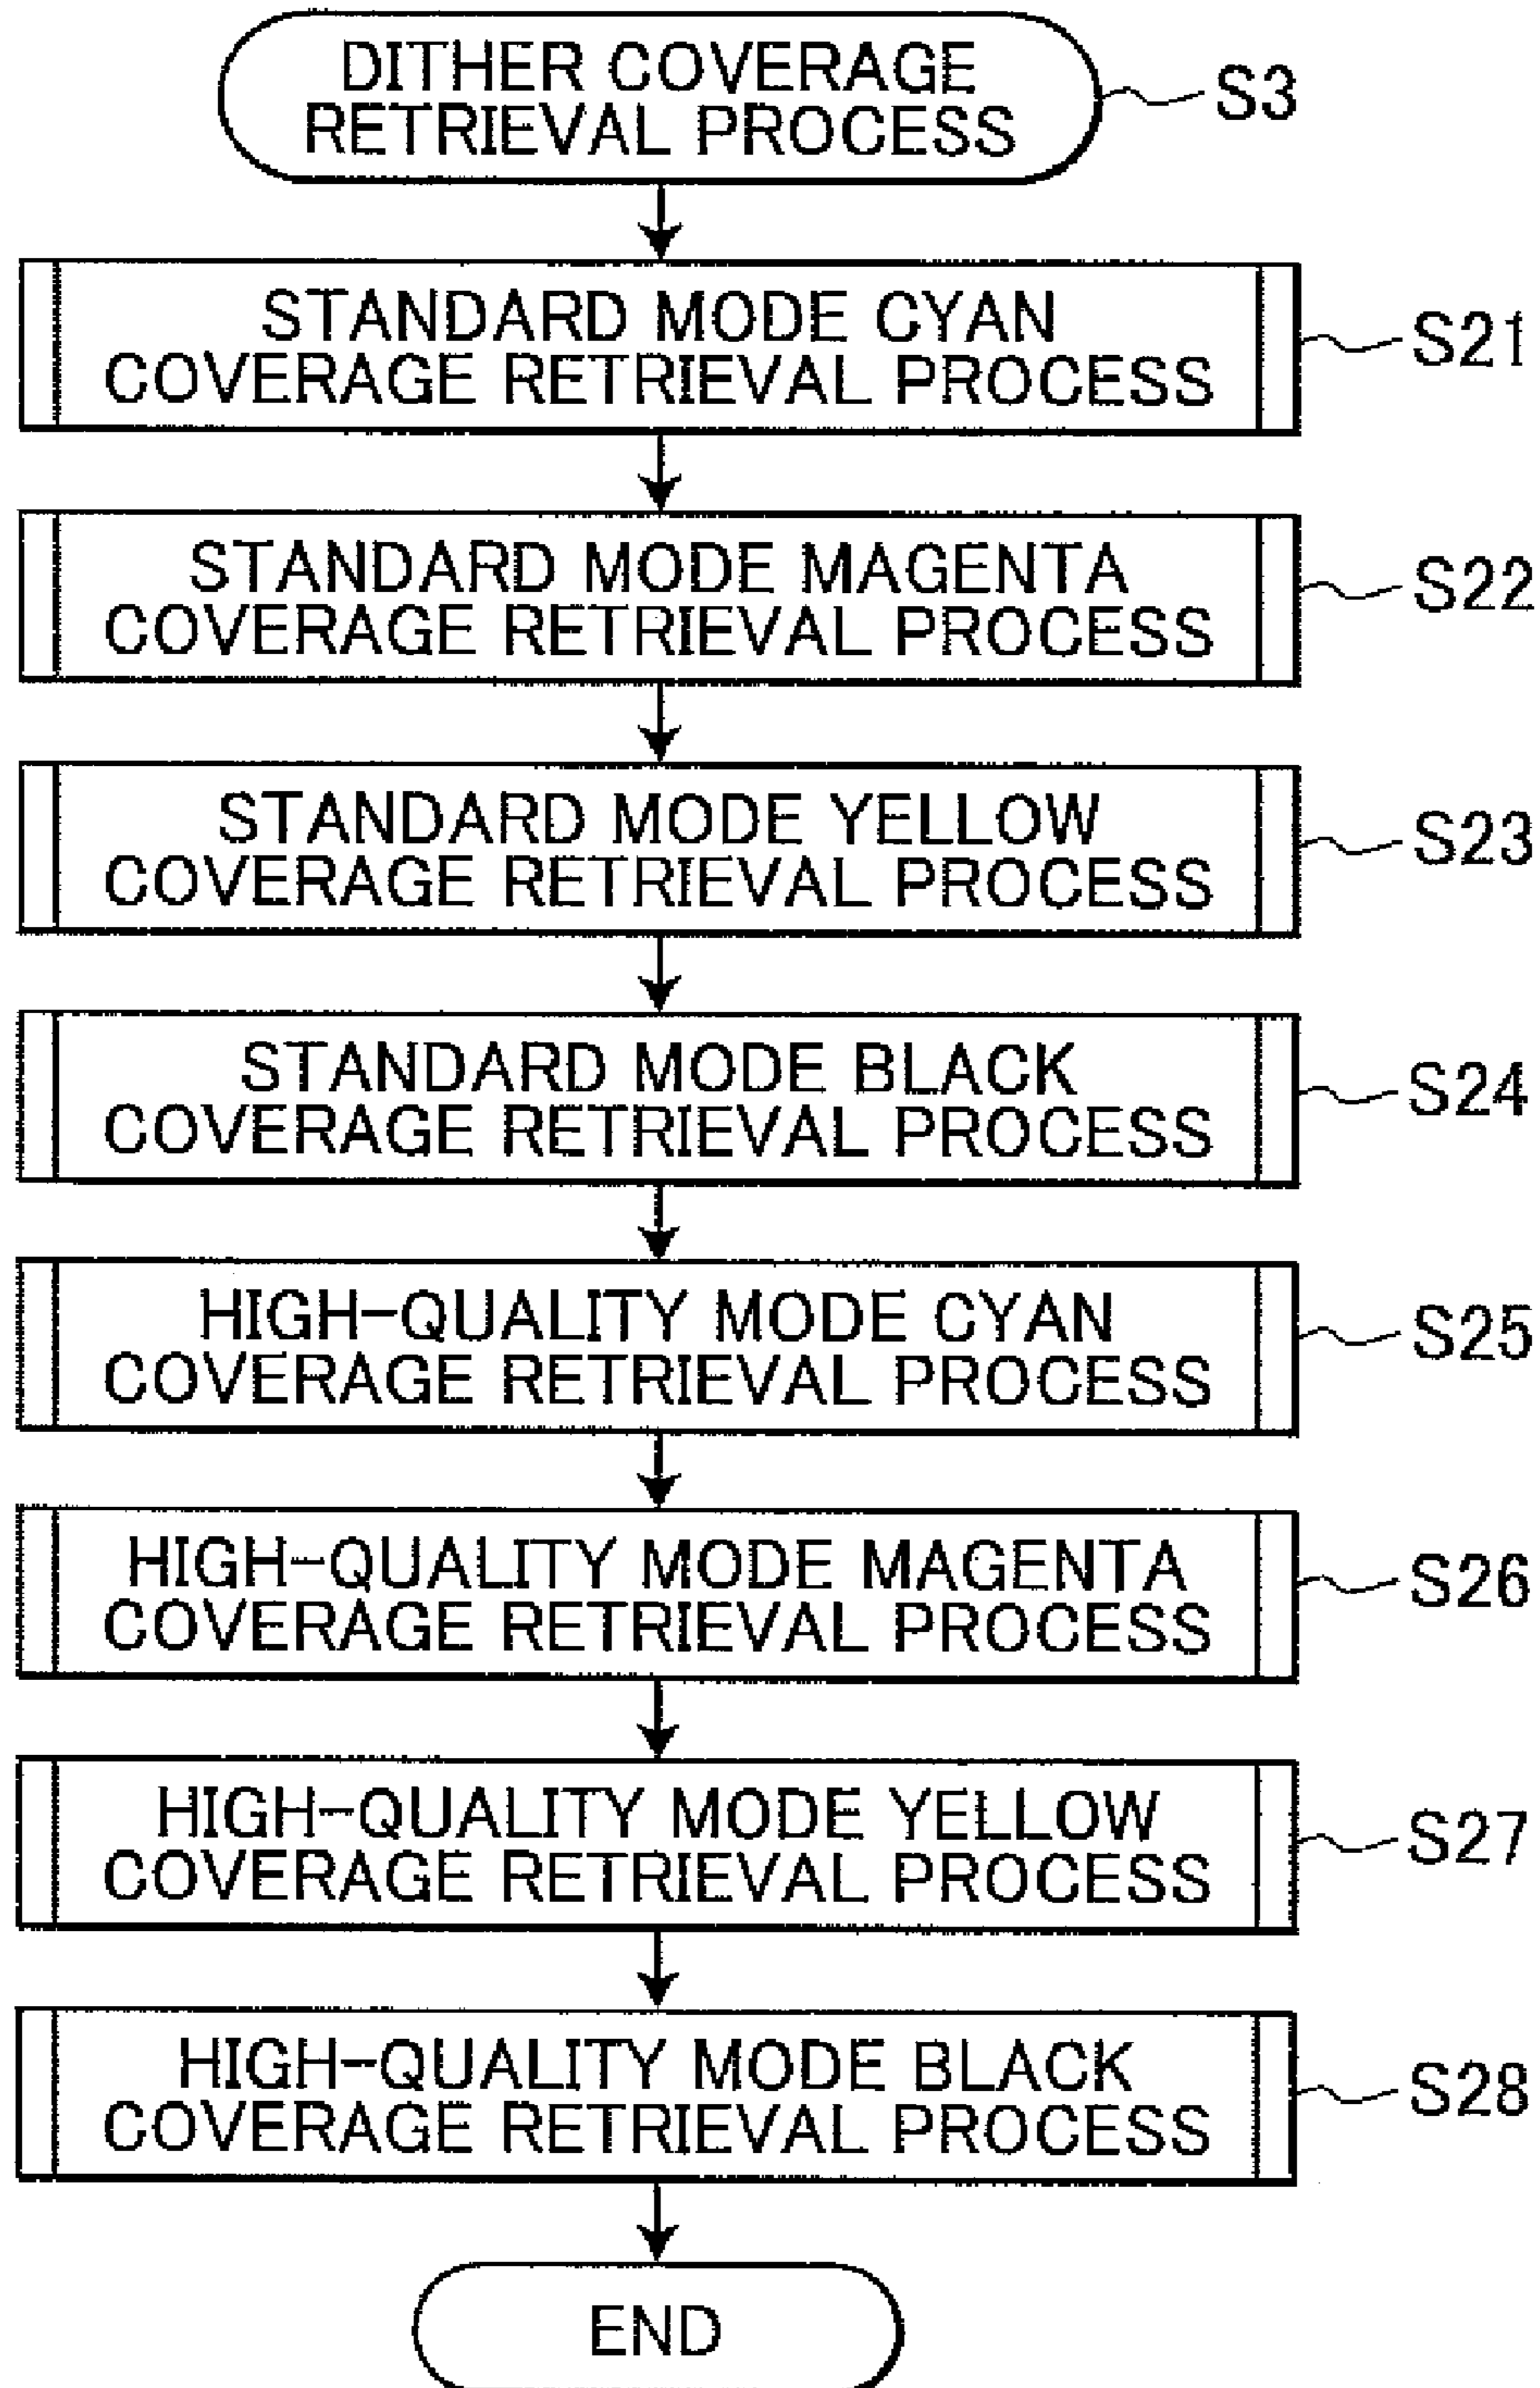 DITHER COVERAGE
RETRIEVAL PROCESS
S3
STANDARD MODE CYAN
COVERAGE RETRIEVAL PROCESS
S21
STANDARD MODE MAGENTA
COVERAGE RETRIEVAL PROCESS
S22
STANDARD MODE YELLOW
COVERAGE RETRIEVAL PROCESS
S23
STANDARD MODE BLACK
COVERAGE RETRIEVAL PROCESS
S24
HIGH-QUALITY MODE CYAN
COVERAGE RETRIEVAL PROCESS
S25
HIGH-QUALITY MODE MAGENTA
COVERAGE RETRIEVAL PROCESS
S26
HIGH-QUALITY MODE YELLOW
COVERAGE RETRIEVAL PROCESS
S27
HIGH-QUALITY MODE BLACK
COVERAGE RETRIEVAL PROCESS
S28
END